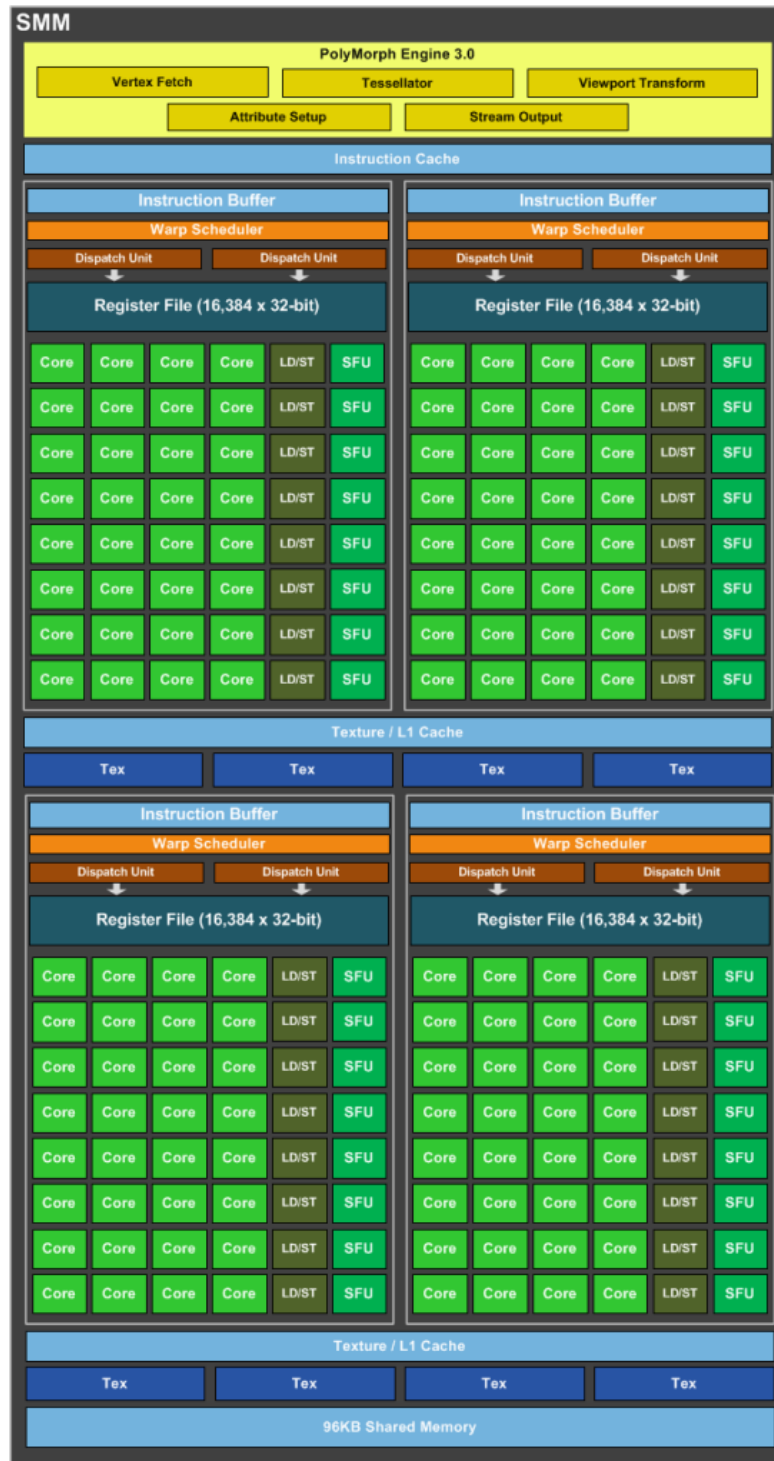 SMM
PolyMorph Engine 3.0
Vertex Fetch Tessellator Viewport Transform
Attribute Setup Stream Output
Instruction Cache
Instruction Buffer Instruction Buffer
Warp Scheduler Warp Scheduler
Dispatch Unit Dispatch Unit Dispatch Unit Dispatch Unit
Register File (16,384 x 32-bit) Register File (16,384 x 32-bit)
Core Core Core Core LD/ST SFU Core Core Core Core LD/ST SFU
Core Core Core Core LD/ST SFU Core Core Core Core LD/ST SFU
Core Core Core Core LD/ST SFU Core Core Core Core LD/ST SFU
Core Core Core Core LD/ST SFU Core Core Core Core LD/ST SFU
Core Core Core Core LD/ST SFU Core Core Core Core LD/ST SFU
Core Core Core Core LD/ST SFU Core Core Core Core LD/ST SFU
Core Core Core Core LD/ST SFU Core Core Core Core LD/ST SFU
Core Core Core Core LD/ST SFU Core Core Core Core LD/ST SFU
Texture / L1 Cache
Tex Tex Tex Tex
Instruction Buffer Instruction Buffer
Warp Scheduler Warp Scheduler
Dispatch Unit Dispatch Unit Dispatch Unit Dispatch Unit
Register File (16,384 x 32-bit) Register File (16,384 x 32-bit)
Core Core Core Core LD/ST SFU Core Core Core Core LD/ST SFU
Core Core Core Core LD/ST SFU Core Core Core Core LD/ST SFU
Core Core Core Core LD/ST SFU Core Core Core Core LD/ST SFU
Core Core Core Core LD/ST SFU Core Core Core Core LD/ST SFU
Core Core Core Core LD/ST SFU Core Core Core Core LD/ST SFU
Core Core Core Core LD/ST SFU Core Core Core Core LD/ST SFU
Core Core Core Core LD/ST SFU Core Core Core Core LD/ST SFU
Core Core Core Core LD/ST SFU Core Core Core Core LD/ST SFU
Texture / L1 Cache
Tex Tex Tex Tex
96KB Shared Memory